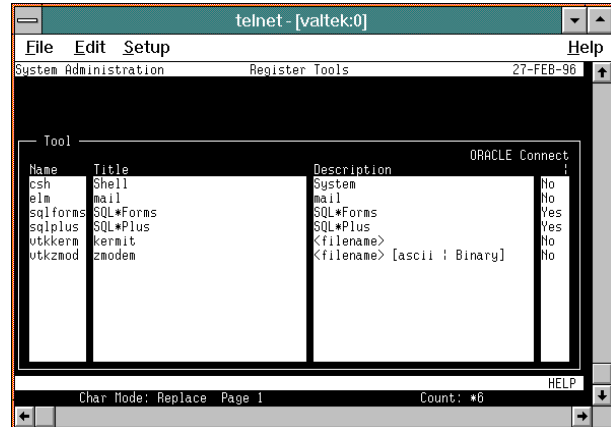 telnet - [valtek:0]
File Edit Setup Help
System Administration Register Tools 27-FEB-96
Tool
ORACLE Connect
Name Title Description ¦
csh Shell System No
elm mail mail No
sqlforms SQL*Forms SQL*Forms Yes
sqlplus SQL*Plus SQL*Plus Yes
vtkkerm kermit <filename> No
vtkzmod zmodem <filename> [ascii ¦ Binary] No
HELP
Char Mode: Replace Page 1 Count: *6